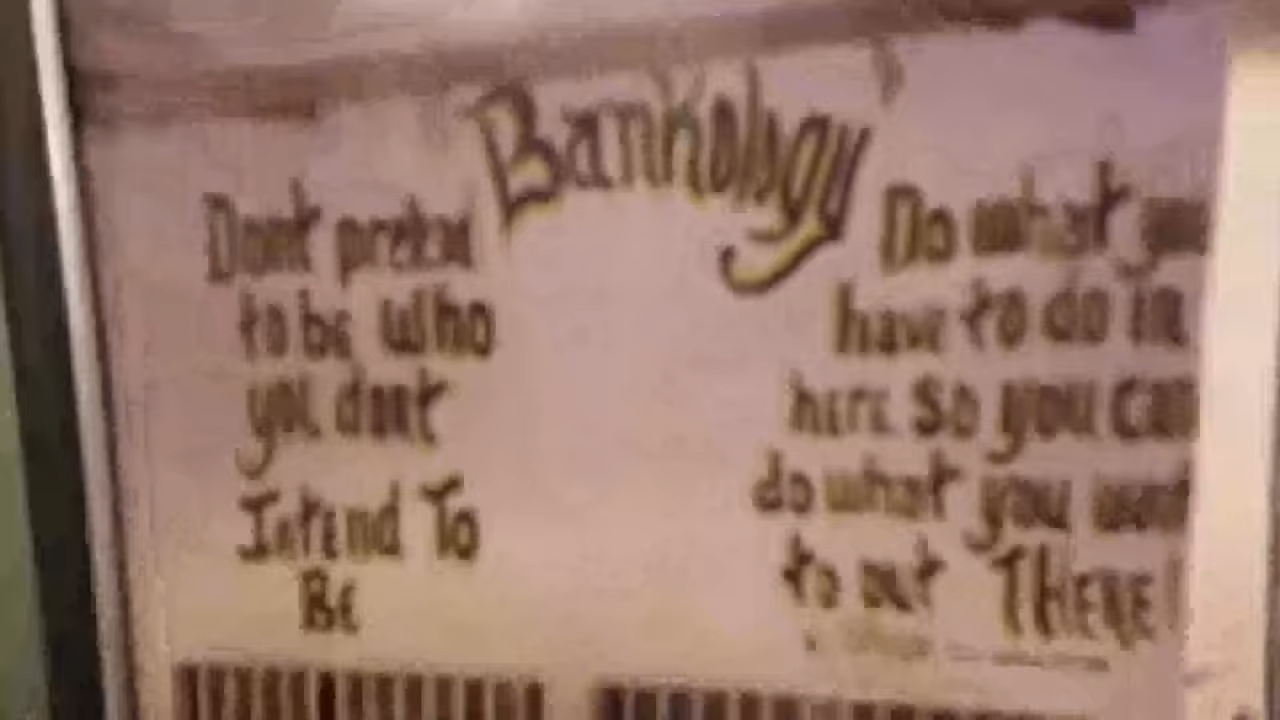 Bankology
Dont pretend
to be who
you dont
Intend To
BE
Do what you
have to do in
here so you can
do what you want
to out THERE!